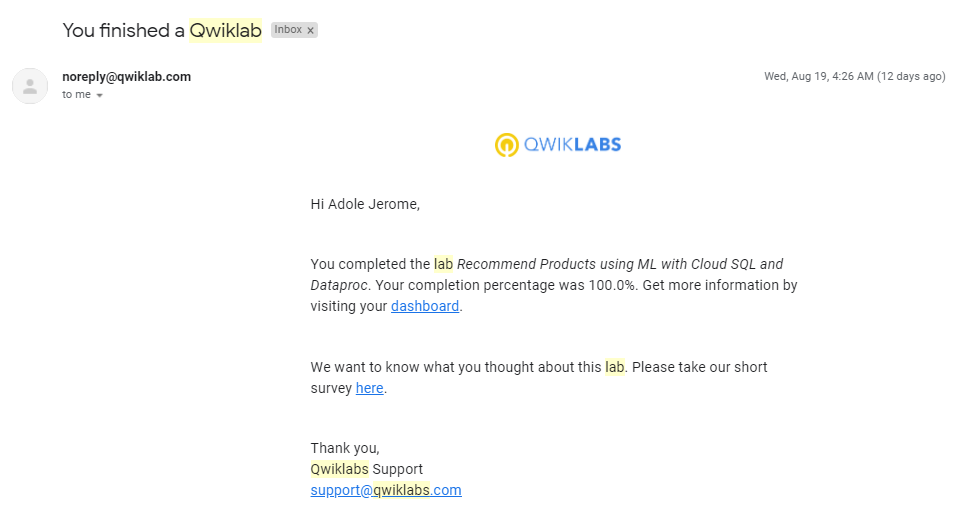 You finished a Qwiklab Inbox x
noreply@qwiklab.com Wed, Aug 19, 4:26 AM (12 days ago)
to me
QWIKLABS
Hi Adole Jerome,
You completed the lab Recommend Products using ML with Cloud SQL and
Dataproc. Your completion percentage was 100.0%. Get more information by
visiting your dashboard.
We want to know what you thought about this lab. Please take our short
survey here.
Thank you,
Qwiklabs Support
support@qwiklabs.com